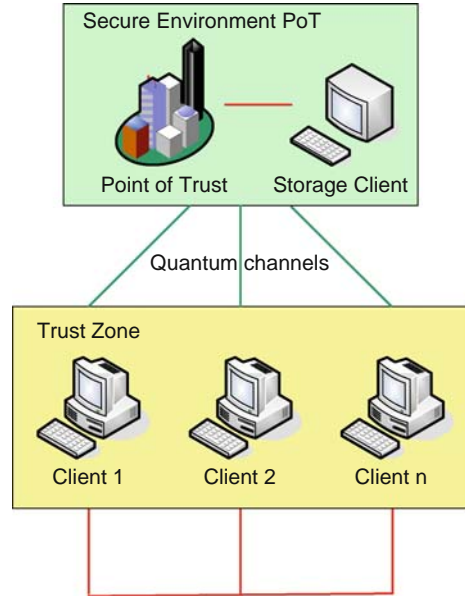 Secure Environment PoT
Point of Trust
Storage Client
Quantum channels
Trust Zone
Client 1
Client 2
Client n